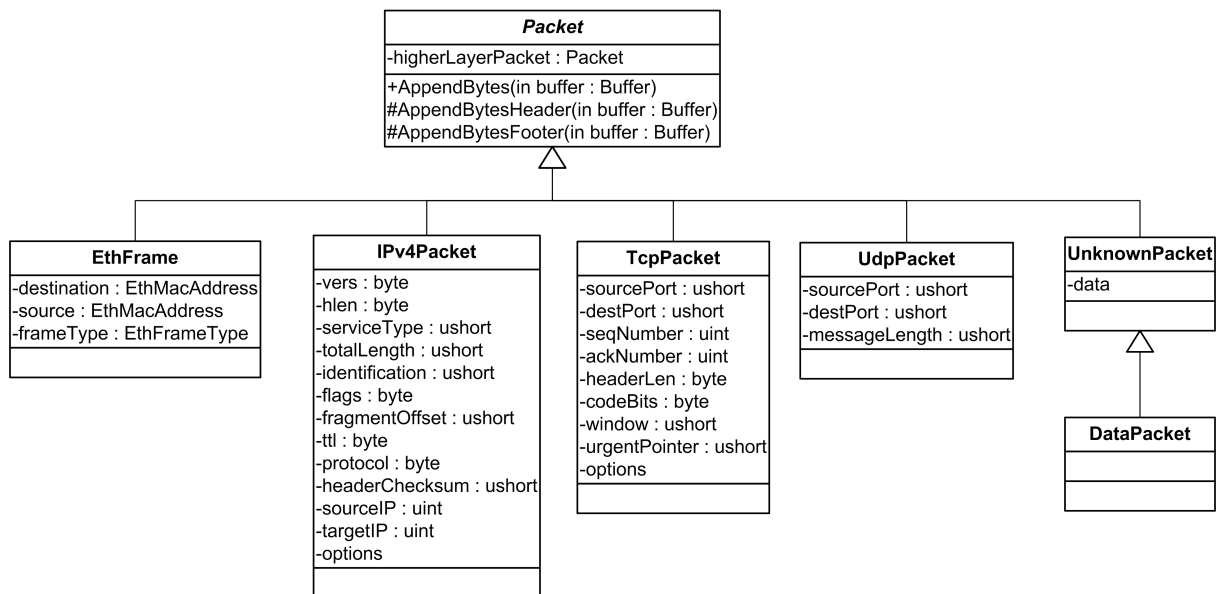 Packet
-higherLayerPacket : Packet
+AppendBytes(in buffer : Buffer)
#AppendBytesHeader(in buffer : Buffer)
#AppendBytesFooter(in buffer : Buffer)
EthFrame
-destination : EthMacAddress
-source : EthMacAddress
-frameType : EthFrameType
IPv4Packet
-vers : byte
-hlen : byte
-serviceType : ushort
-totalLength : ushort
-identification : ushort
-flags : byte
-fragmentOffset : ushort
-ttl : byte
-protocol : byte
-headerChecksum : ushort
-sourceIP : uint
-targetIP : uint
-options
TcpPacket
-sourcePort : ushort
-destPort : ushort
-seqNumber : uint
-ackNumber : uint
-headerLen : byte
-codeBits : byte
-window : ushort
-urgentPointer : ushort
-options
UdpPacket
-sourcePort : ushort
-destPort : ushort
-messageLength : ushort
UnknownPacket
-data
DataPacket